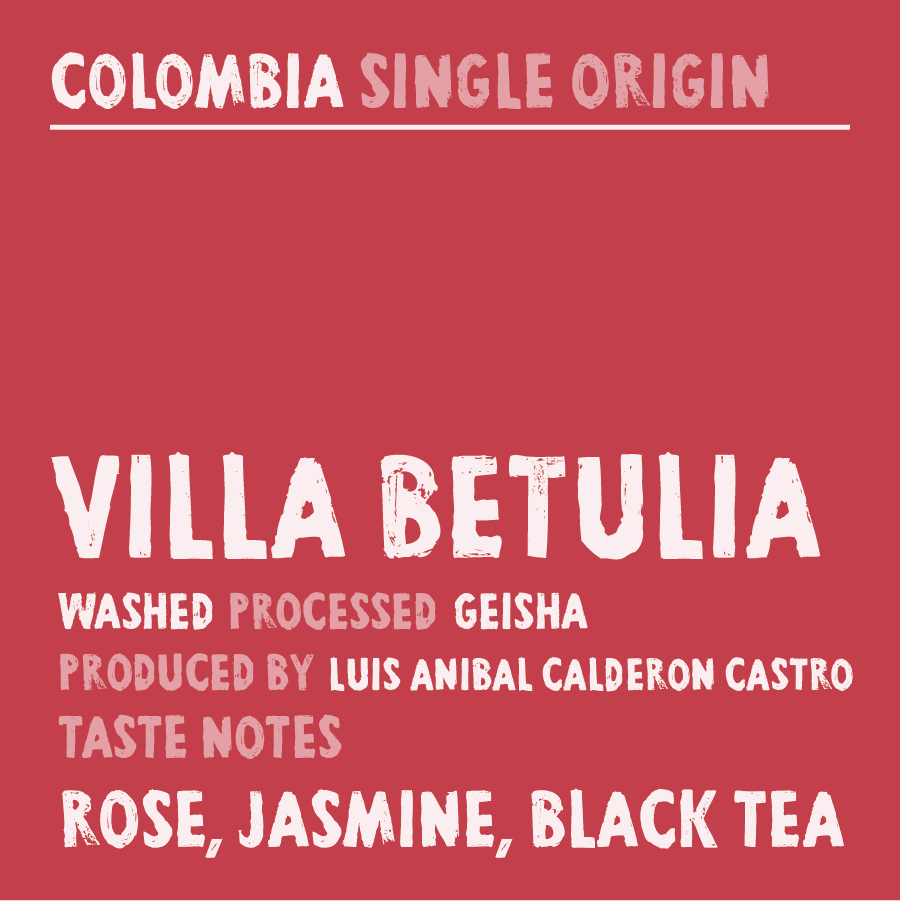 COLOMBIA SINGLE ORIGIN
VILLA BETULIA
WASHED PROCESSED GEISHA
PRODUCED BY LUIS ANIBAL CALDERON CASTRO
TASTE NOTES
ROSE, JASMINE, BLACK TEA